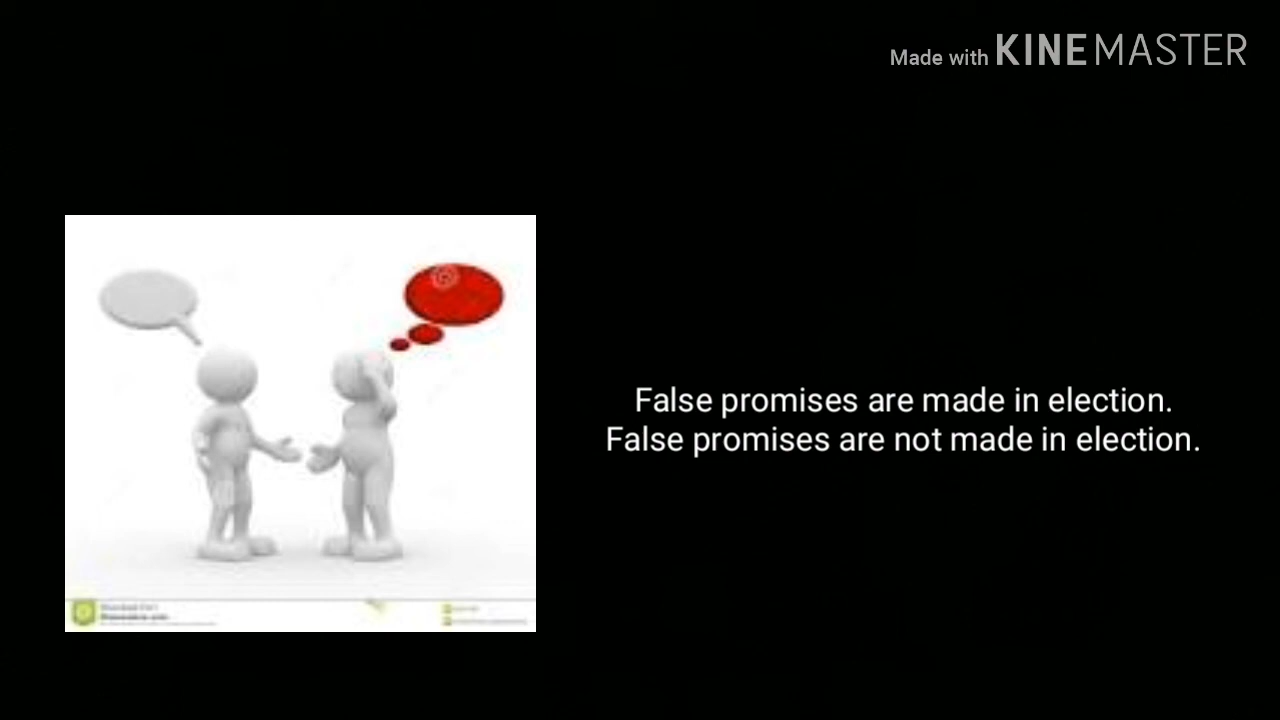 Made with KINEMASTER
False promises are made in election.
False promises are not made in election.